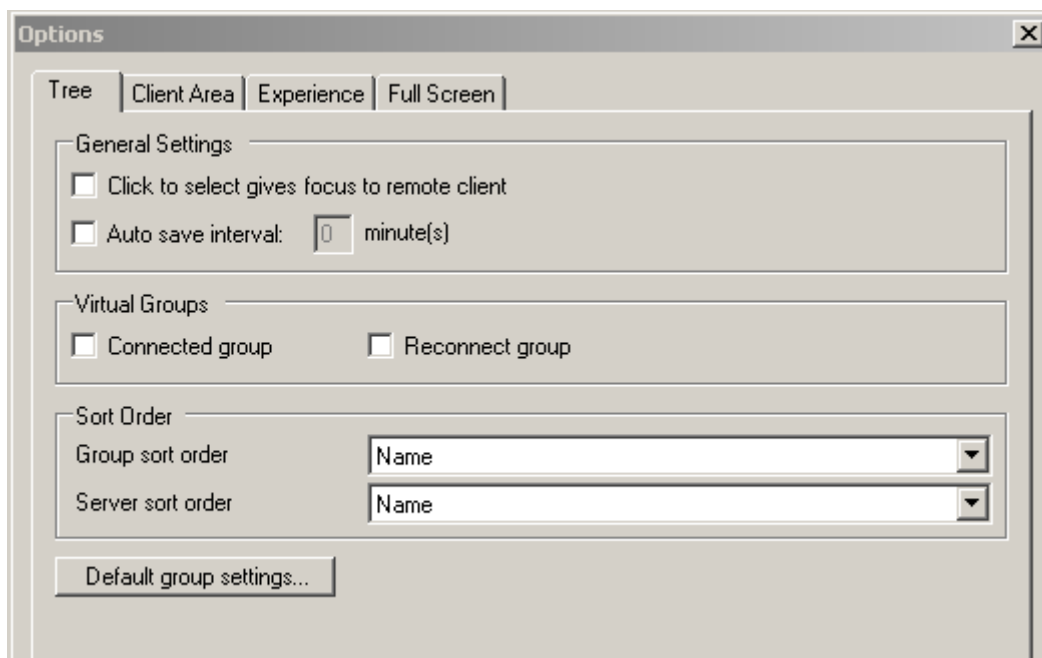 Options
Tree Client Area Experience Full Screen
General Settings
Click to select gives focus to remote client
Auto save interval: 0 minute(s)
Virtual Groups
Connected group Reconnect group
Sort Order
Group sort order Name
Server sort order Name
Default group settings...